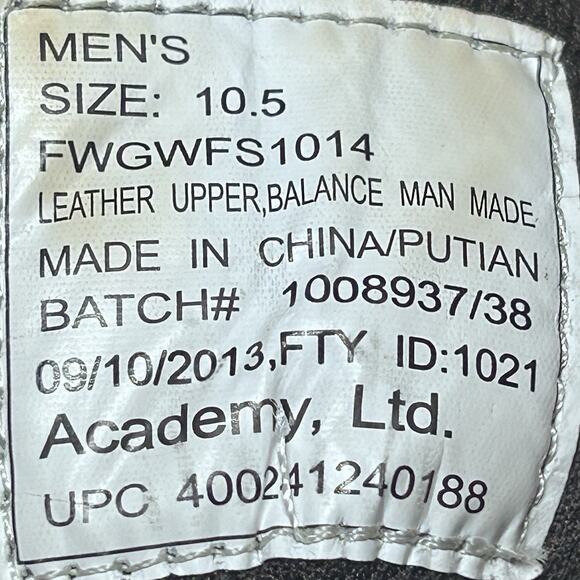 MEN'S
SIZE: 10.5
FWGWFS1014
LEATHER UPPER,BALANCE MAN MADE
MADE IN CHINA/PUTIAN
BATCH# 1008937/38
09/10/2013,FTY ID:1021
Academy, Ltd.
UPC 400241240188